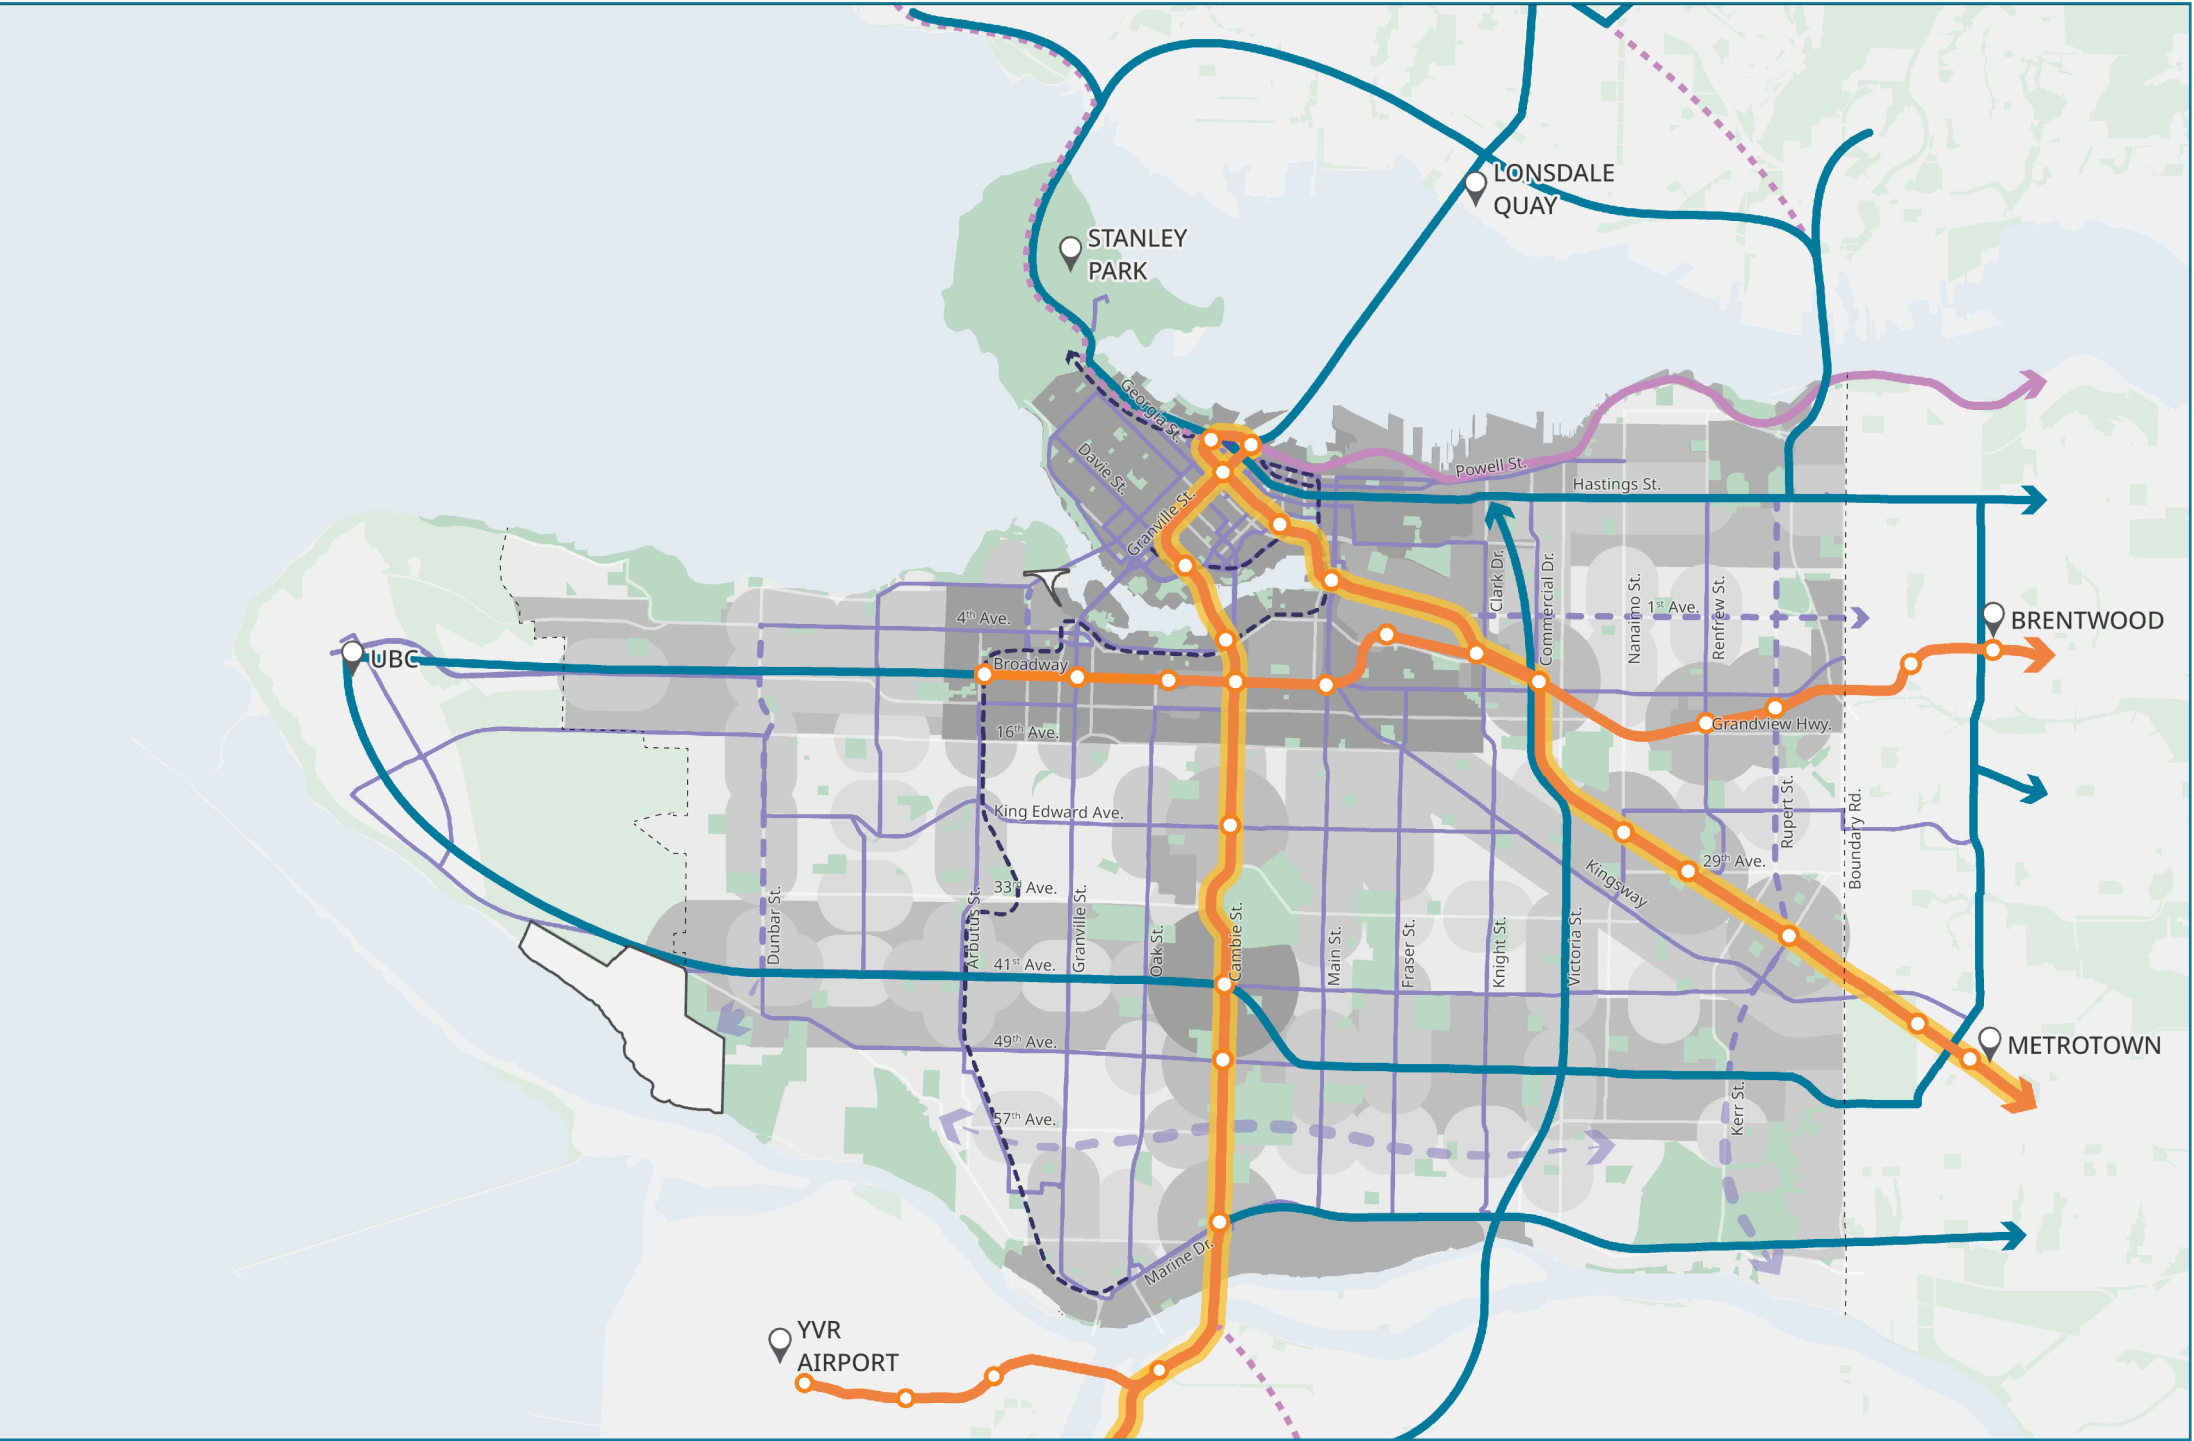 LONSDALE
QUAY
STANLEY
PARK
Georgia St.
Davie St.
Granville St.
Powell St.
Hastings St.
Clark Dr.
Commercial Dr.
Nanaimo St.
Renfrew St.
1st Ave.
BRENTWOOD
4th Ave.
UBC
Broadway
16th Ave.
Grandview Hwy.
King Edward Ave.
Rupert St.
Boundary Rd.
29th Ave.
Kingsway
33rd Ave.
Dunbar St.
Arbutus St.
Granville St.
Oak St.
Cambie St.
Main St.
Fraser St.
Knight St.
Victoria St.
41st Ave.
49th Ave.
METROTOWN
57th Ave.
Kerr St.
Marine Dr.
YVR
AIRPORT